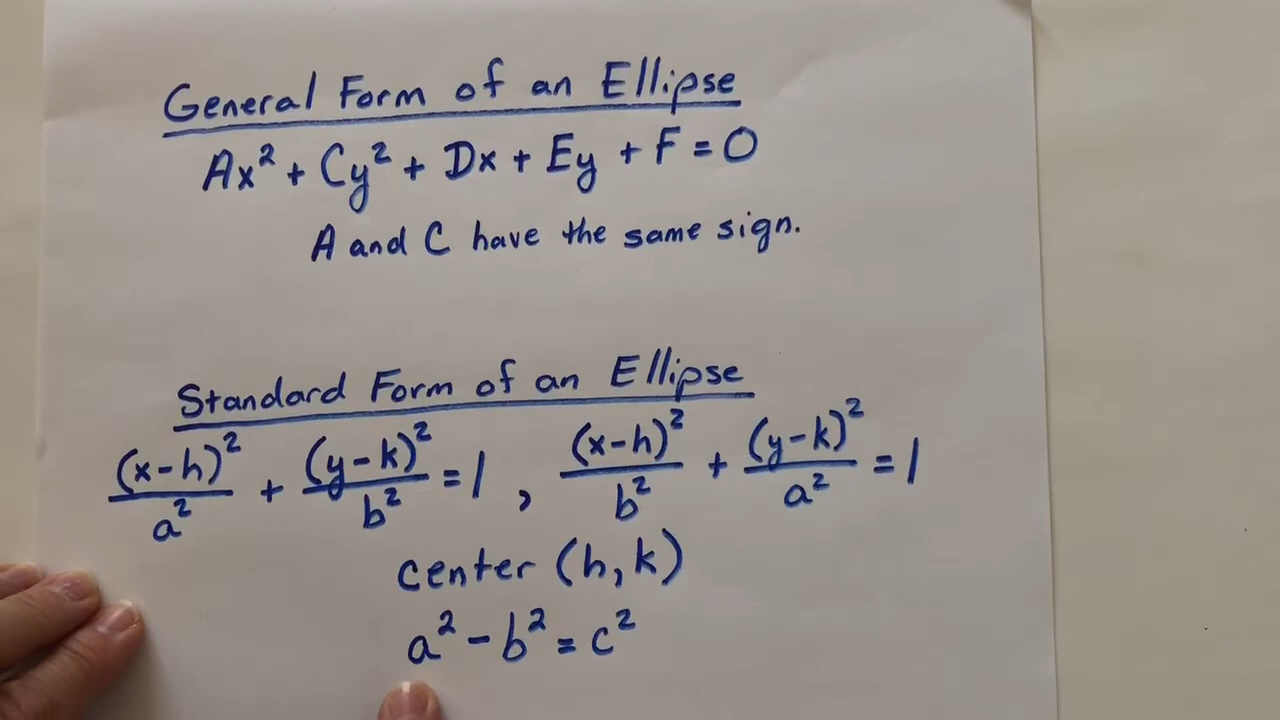 General Form of an Ellipse
Ax² + Cy² + Dx + Ey + F = 0
A and C have the same sign.
Standard Form of an Ellipse
(x-h)²/a² + (y-k)²/b² = 1 , (x-h)²/b² + (y-k)²/a² = 1
center (h,k)
a² - b² = c²